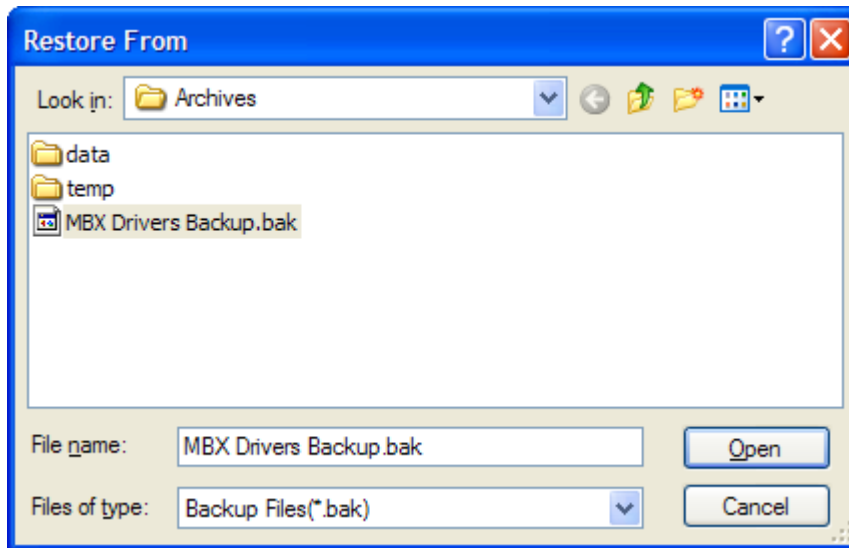 Restore From
Look in: Archives
data
temp
MBX Drivers Backup.bak
File name: MBX Drivers Backup.bak
Open
Files of type: Backup Files(*.bak)
Cancel